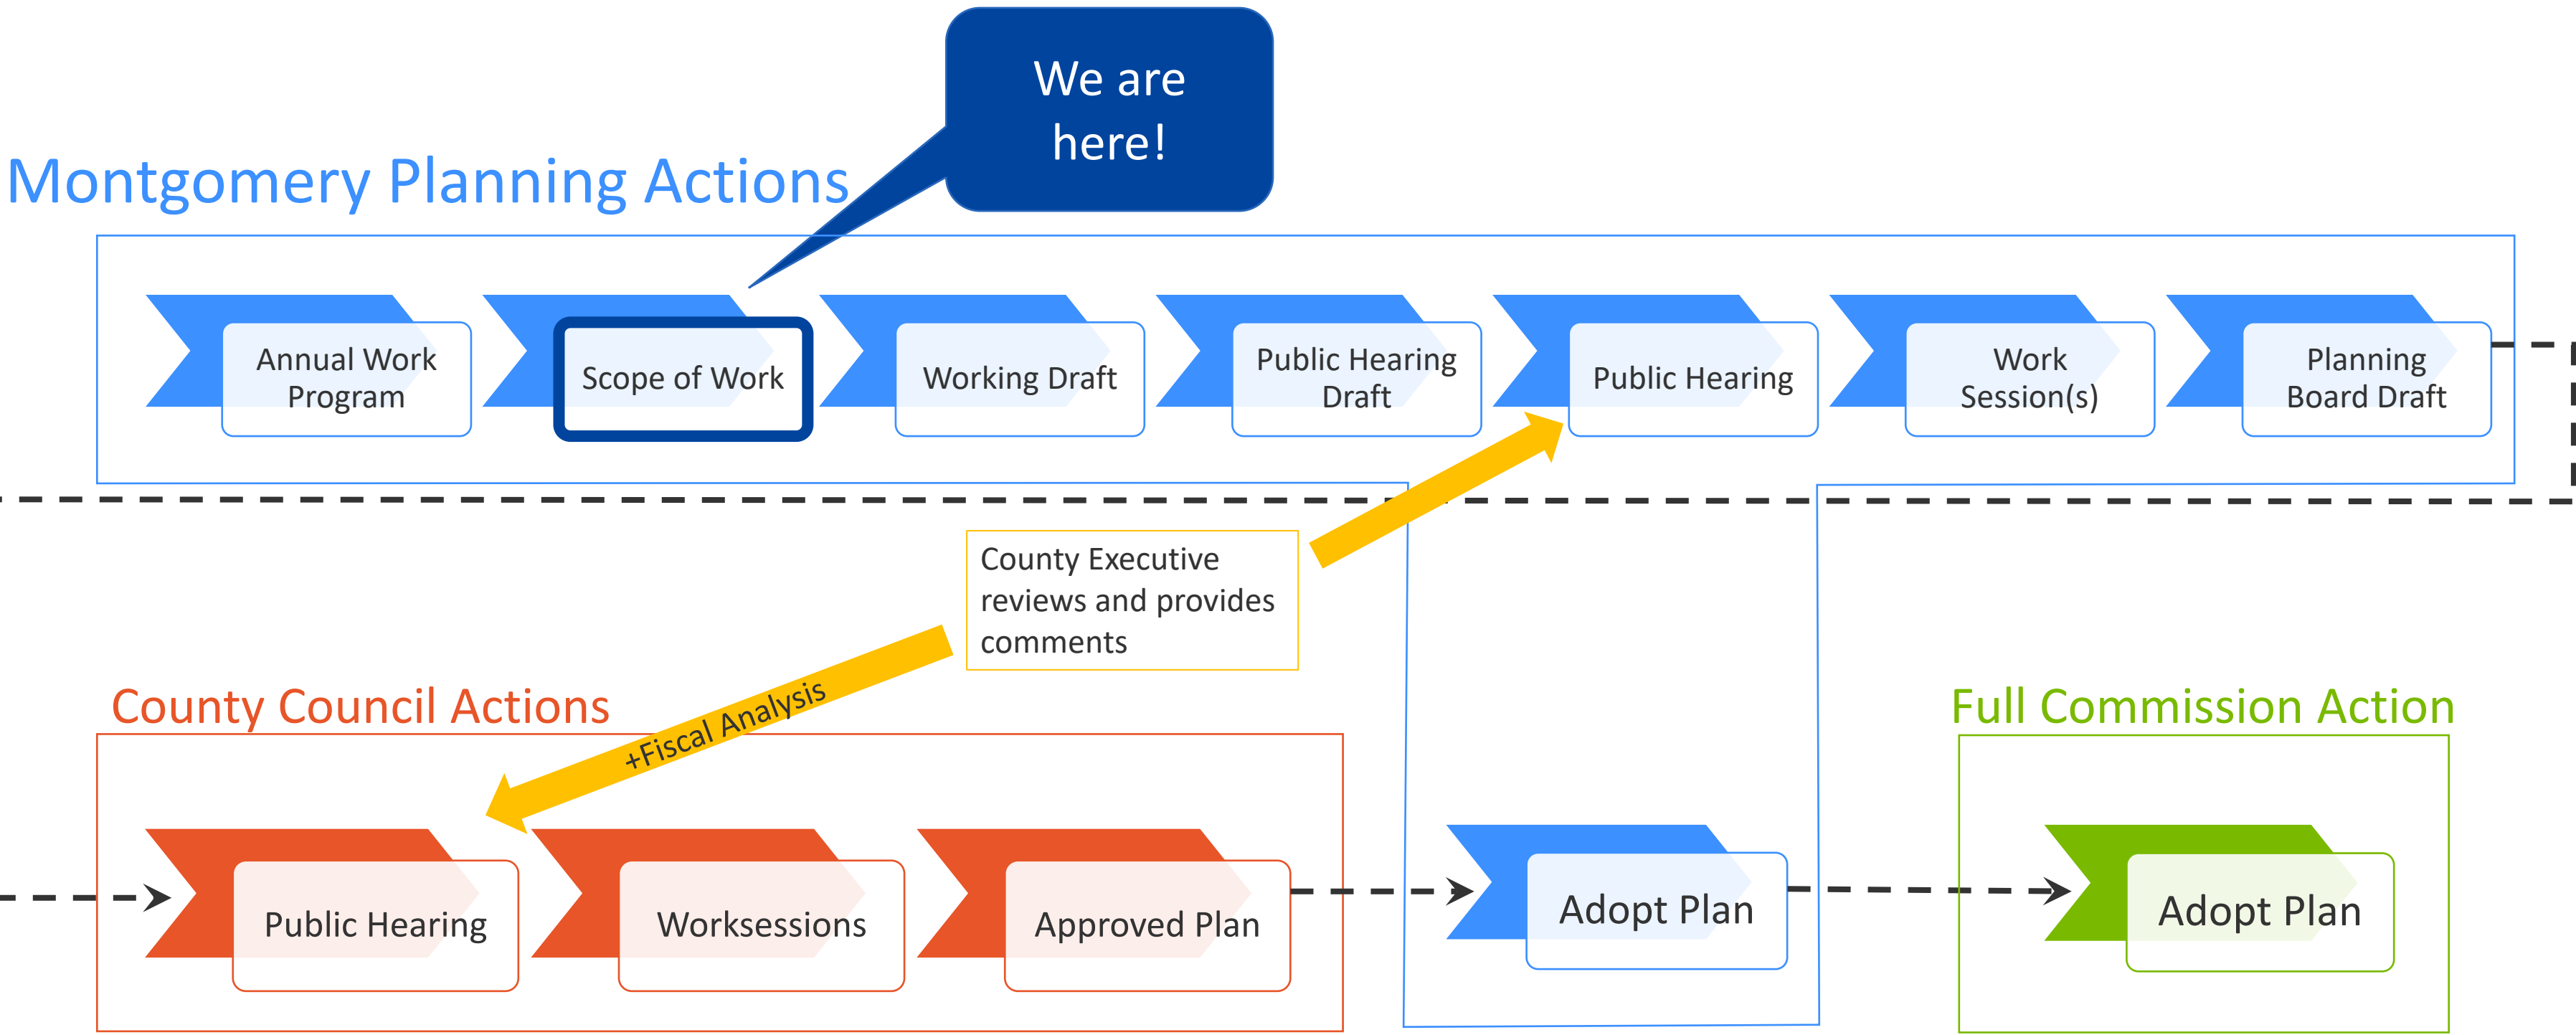 We are
here!
Montgomery Planning Actions
Annual Work
Program
Scope of Work
Working Draft
Public Hearing
Draft
Public Hearing
Work
Session(s)
Planning
Board Draft
County Executive
reviews and provides
comments
+Fiscal Analysis
County Council Actions
Public Hearing
Worksessions
Approved Plan
Adopt Plan
Full Commission Action
Adopt Plan